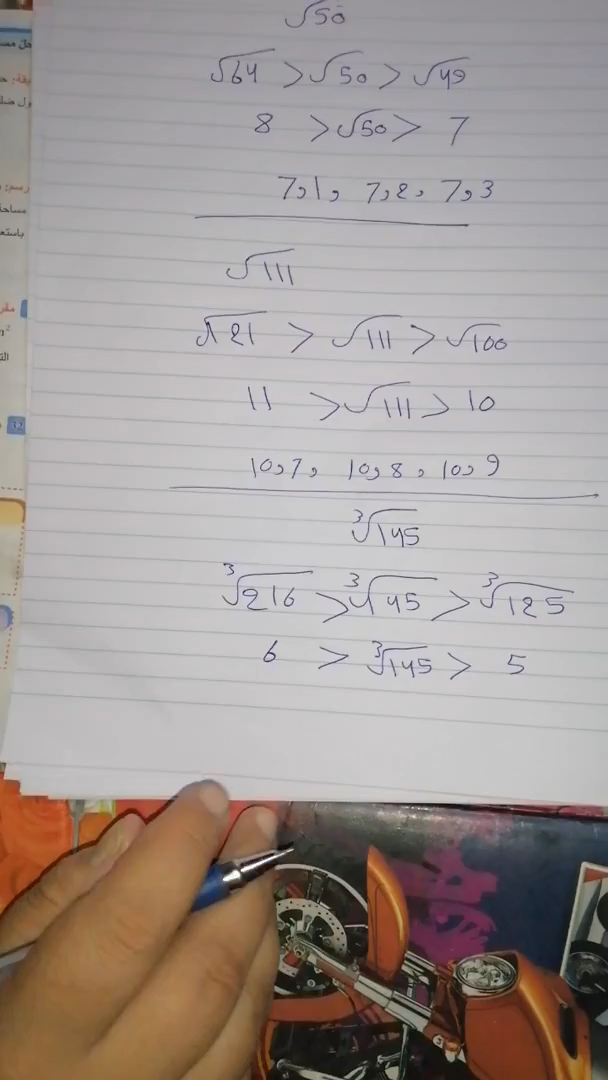 √50
√64 > √50 > √49
8 > √50 > 7
7,1, 7,2, 7,3
√111
√121 > √111 > √100
11 > √111 > 10
10,7, 10,8, 10,9
∛145
∛216 > ∛145 > ∛125
6 > ∛145 > 5